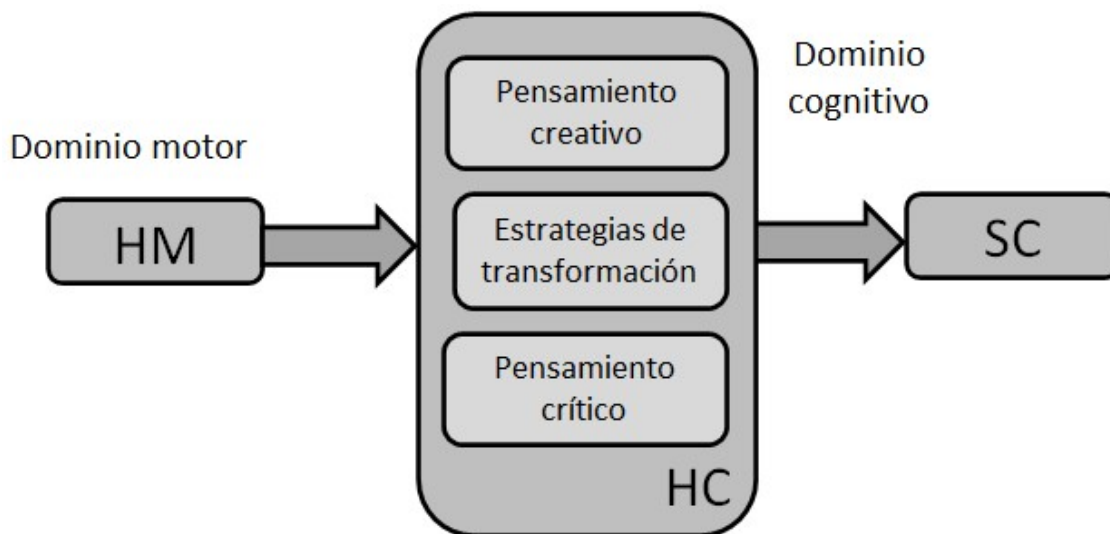 Dominio motor
HM
Pensamiento
creativo
Estrategias de
transformación
Pensamiento
crítico
HC
Dominio
cognitivo
SC